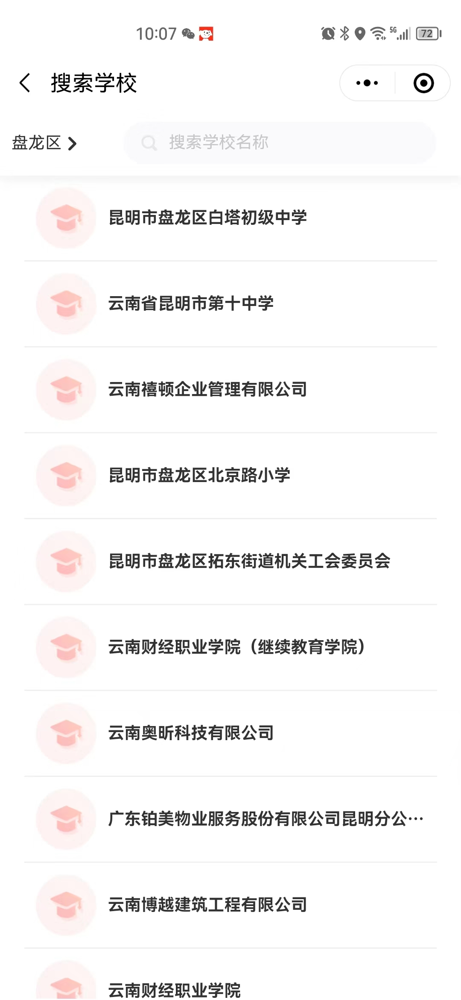 10:07
5G
72
搜索学校
盘龙区
搜索学校名称
昆明市盘龙区白塔初级中学
云南省昆明市第十中学
云南禧顿企业管理有限公司
昆明市盘龙区北京路小学
昆明市盘龙区拓东街道机关工会委员会
云南财经职业学院（继续教育学院）
云南奥昕科技有限公司
广东铂美物业服务股份有限公司昆明分公…
云南博越建筑工程有限公司
云南财经职业学院